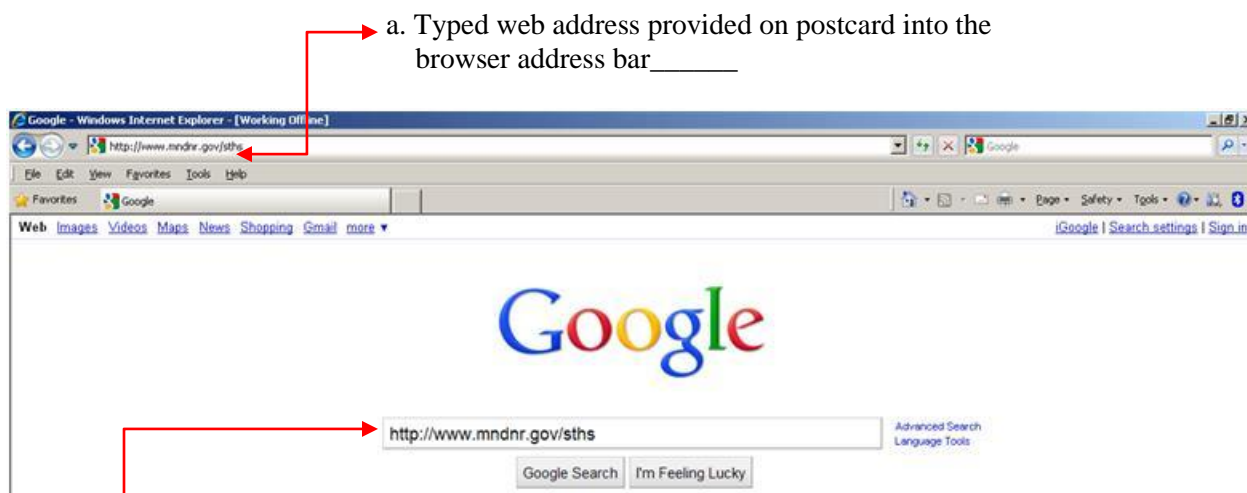 a. Typed web address provided on postcard into the
browser address bar______
Google - Windows Internet Explorer - [Working Offline]
http://www.mndnr.gov/sths
Google
File Edit View Favorites Tools Help
Favorites Google
Page Safety Tools
Web Images Videos Maps News Shopping Gmail more ▼
iGoogle | Search settings | Sign in
Google
http://www.mndnr.gov/sths
Advanced Search
Language Tools
Google Search I'm Feeling Lucky